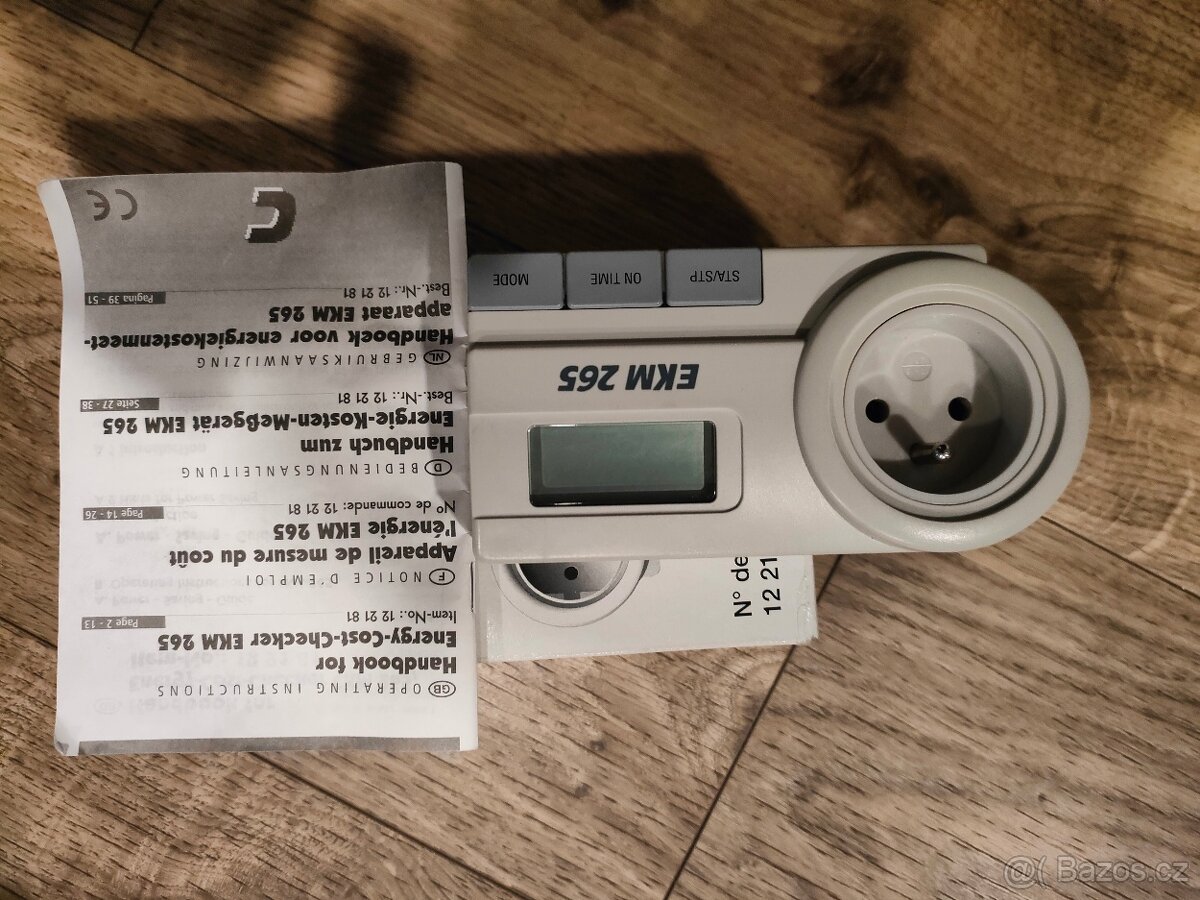 GB OPERATING INSTRUCTIONS
Handbook for
Energy-Cost-Checker EKM 265
Item-No.: 12 21 81
Page 2 - 13
F NOTICE D'EMPLOI
Appareil de mesure du coût
l'énergie EKM 265
N° de commande: 12 21 81
Page 14 - 26
D BEDIENUNGSANLEITUNG
Handbuch zum
Energie-Kosten-Meßgerät EKM 265
Best.-Nr.: 12 21 81
Seite 27 - 38
NL GEBRUIKSAANWIJZING
Handboek voor energiekostenmeet-
apparaat EKM 265
Best.-Nr.: 12 21 81
Pagina 39 - 51
C
CE
EKM 265
STA/STP
ON TIME
MODE
N° de
12 21
@( Bazos.cz